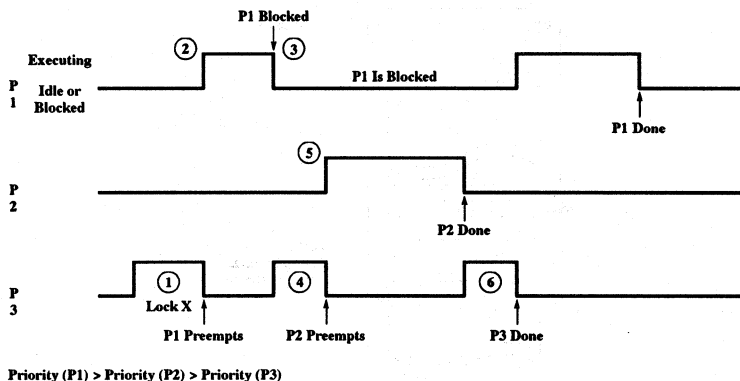 P1 Blocked
② ③
Executing
P1 Is Blocked
P
1
Idle or
Blocked
P1 Done
⑤
P
2
P2 Done
① ④ ⑥
Lock X
P
3
P1 Preempts P2 Preempts P3 Done
Priority (P1) > Priority (P2) > Priority (P3)